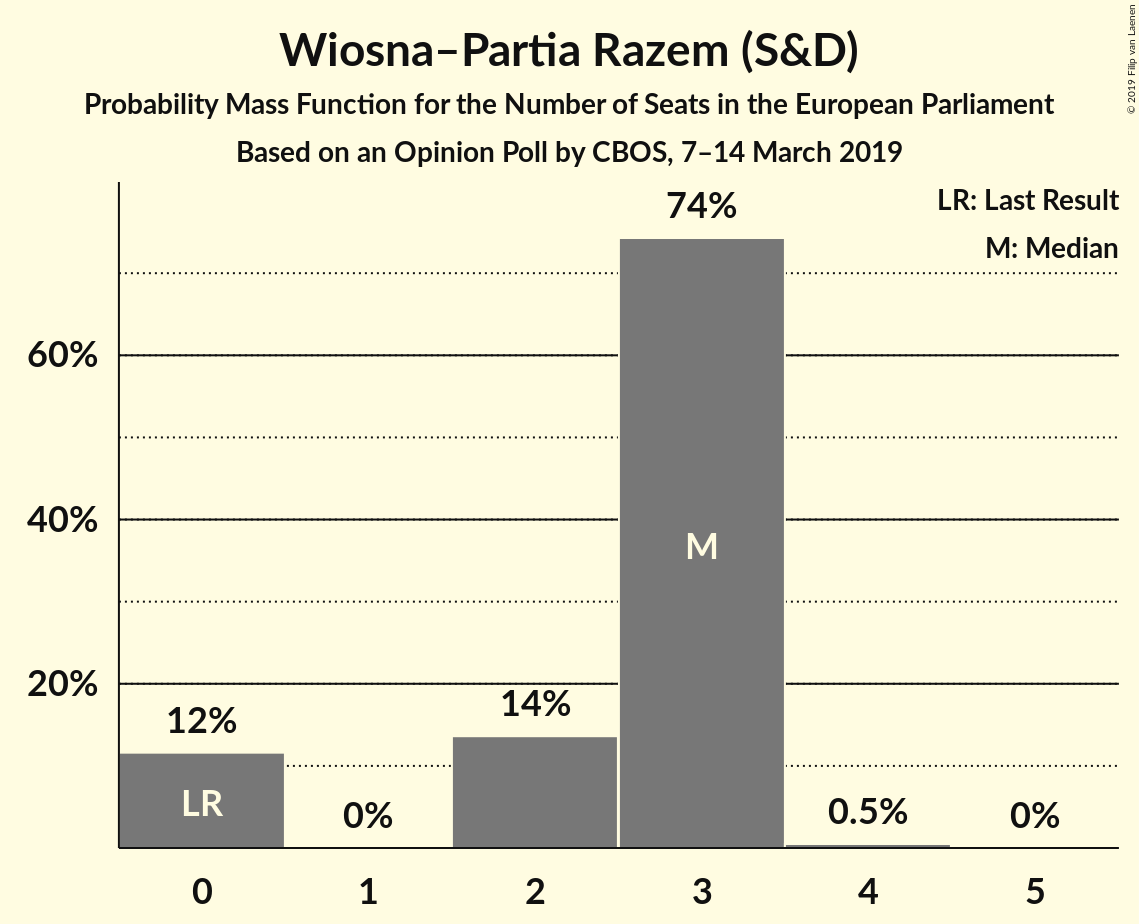 Wiosna–Partia Razem (S&D)
Probability Mass Function for the Number of Seats in the European Parliament
Based on an Opinion Poll by CBOS, 7–14 March 2019
© 2019 Filip van Laenen
LR: Last Result
M: Median
74%
60%
40%
20%
M
12%
14%
LR
0%
0.5%
0%
0 1 2 3 4 5